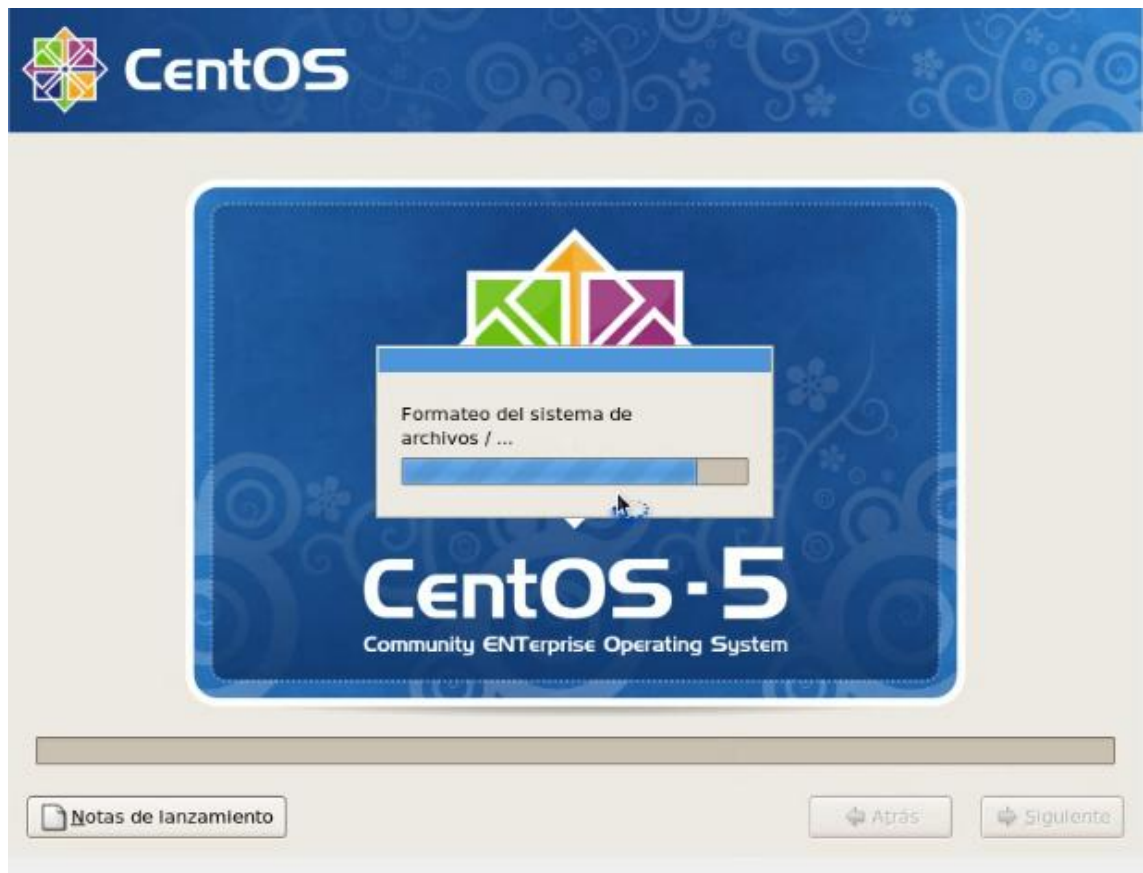 CentOS
Formateo del sistema de
archivos / ...
CentOS-5
Community ENTerprise Operating System
Notas de lanzamiento
Atrás
Siguiente